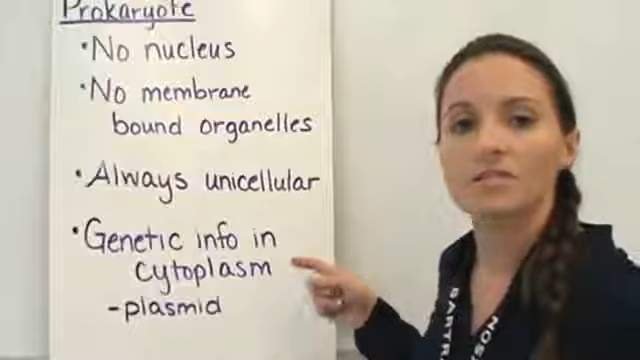 Prokaryote
•No nucleus
•No membrane
bound organelles
•Always unicellular
•Genetic info in
cytoplasm
-plasmid